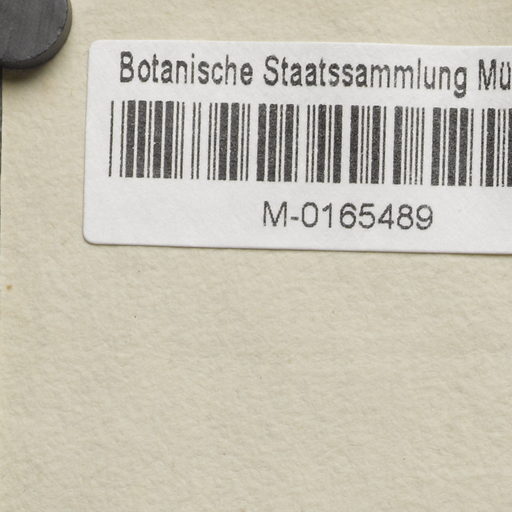 Botanische Staatssammlung Mü
M-0165489